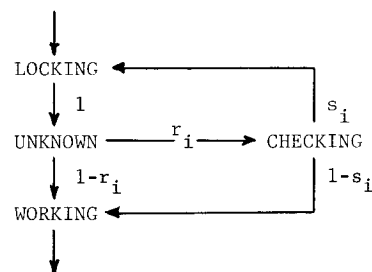 LOCKING
1
s_i
UNKNOWN r_i CHECKING
1-r_i 1-s_i
WORKING